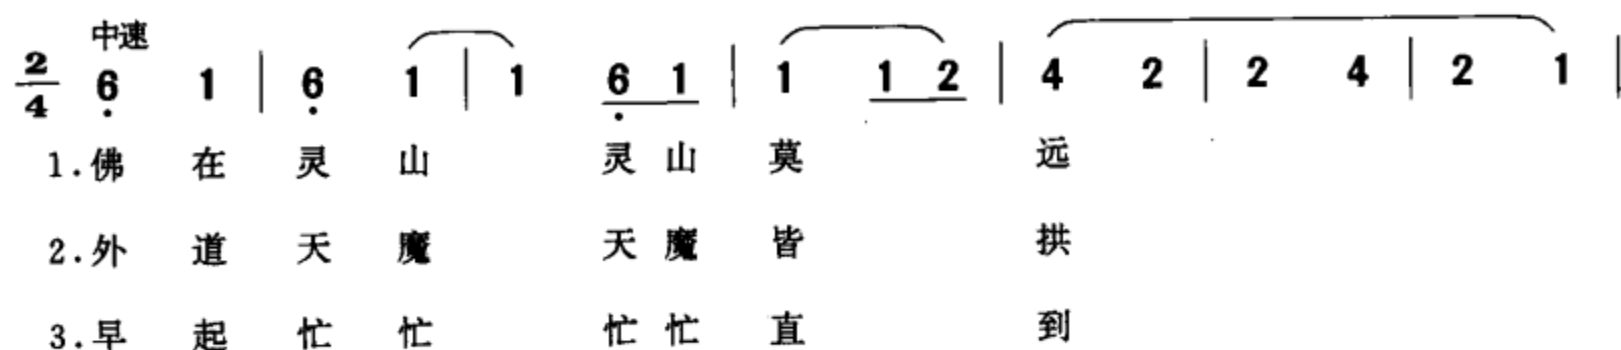 中速
2/4 6̣ 1 | 6̣ 1 | 1 6̣ 1 | 1 1 2 | 4 2 | 2 4 | 2 1 |
1.佛 在 灵 山 灵 山 莫 远
2.外 道 天 魔 天 魔 皆 拱
3.早 起 忙 忙 忙 忙 直 到